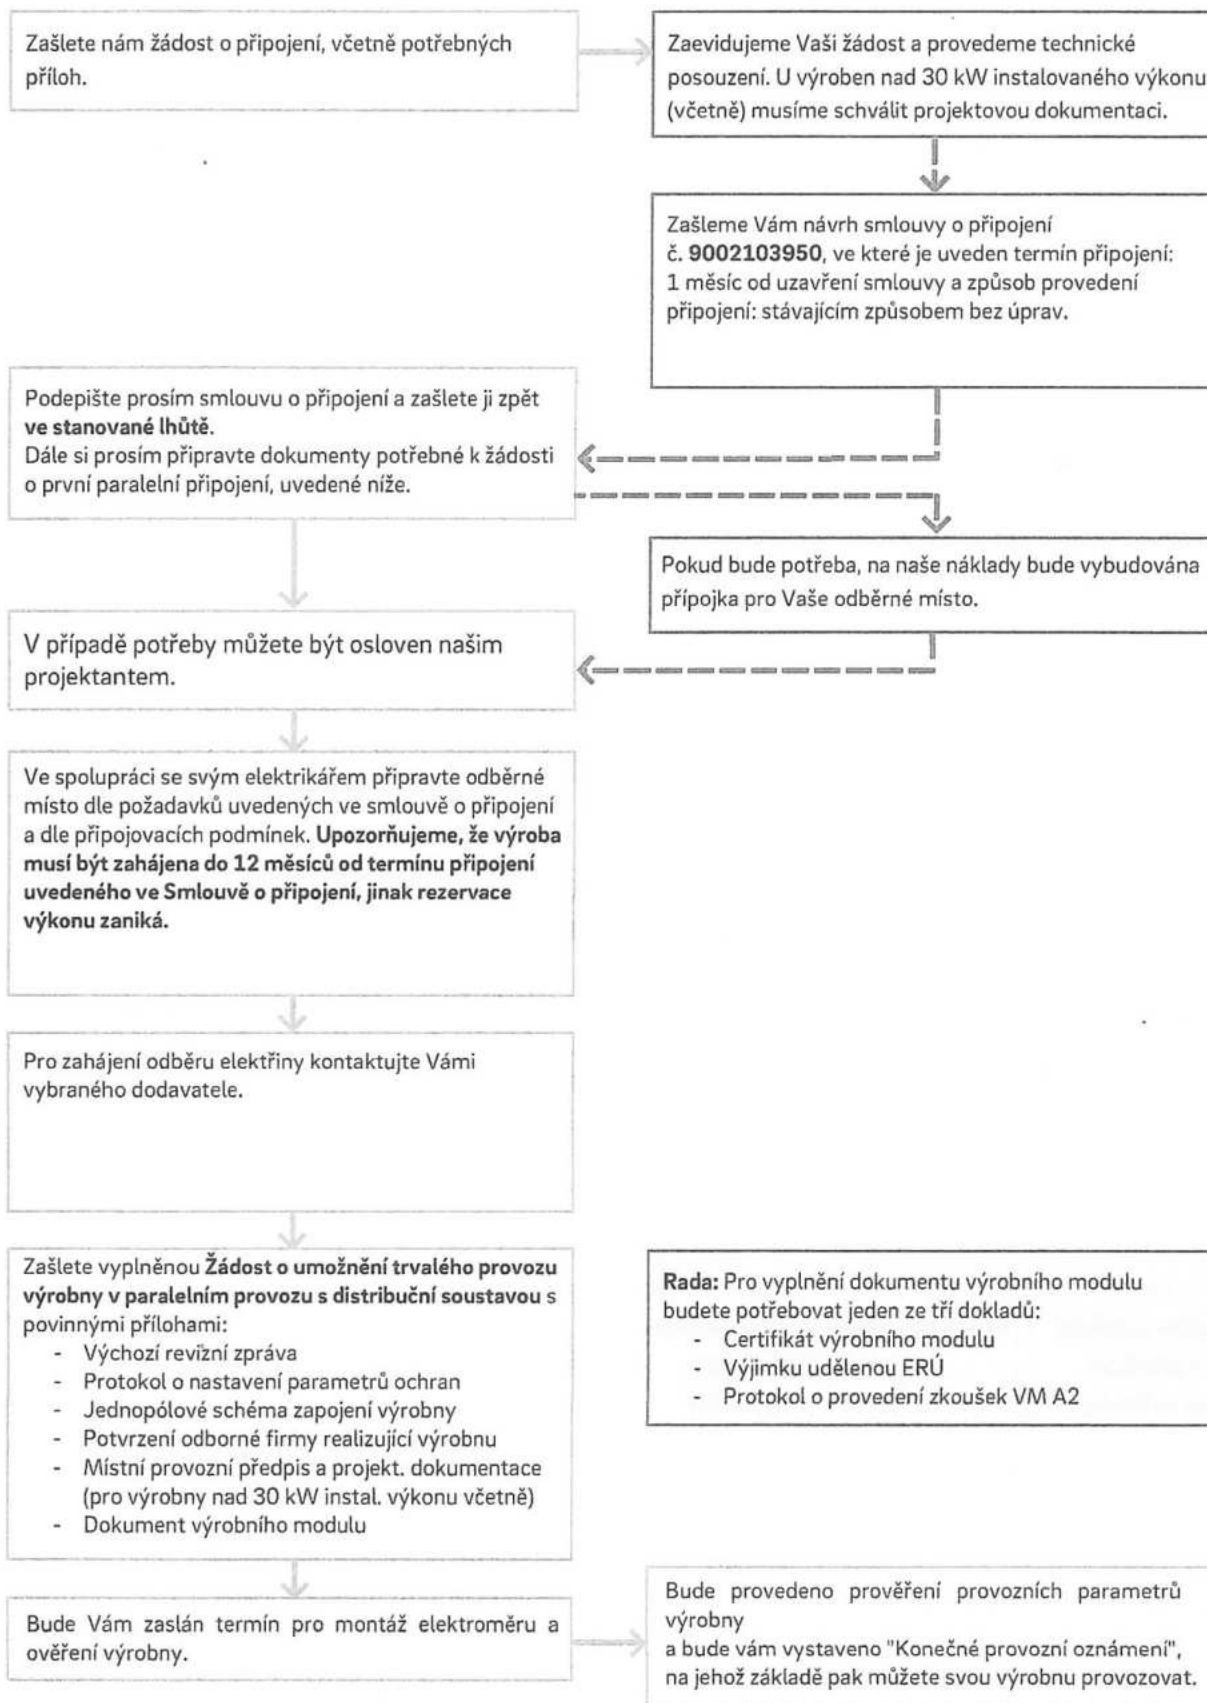 Zašlete nám žádost o připojení, včetně potřebných
příloh.
Zaevidujeme Vaši žádost a provedeme technické
posouzení. U výroben nad 30 kW instalovaného výkonu
(včetně) musíme schválit projektovou dokumentaci.
Zašleme Vám návrh smlouvy o připojení
č. 9002103950, ve které je uveden termín připojení:
1 měsíc od uzavření smlouvy a způsob provedení
připojení: stávajícím způsobem bez úprav.
Podepište prosím smlouvu o připojení a zašlete ji zpět
ve stanované lhůtě.
Dále si prosím připravte dokumenty potřebné k žádosti
o první paralelní připojení, uvedené níže.
Pokud bude potřeba, na naše náklady bude vybudována
přípojka pro Vaše odběrné místo.
V případě potřeby můžete být osloven našim
projektantem.
Ve spolupráci se svým elektrikářem připravte odběrné
místo dle požadavků uvedených ve smlouvě o připojení
a dle připojovacích podmínek. Upozorňujeme, že výroba
musí být zahájena do 12 měsíců od termínu připojení
uvedeného ve Smlouvě o připojení, jinak rezervace
výkonu zaniká.
Pro zahájení odběru elektřiny kontaktujte Vámi
vybraného dodavatele.
Zašlete vyplněnou Žádost o umožnění trvalého provozu
výrobny v paralelním provozu s distribuční soustavou s
povinnými přílohami:
- Výchozí revizní zpráva
- Protokol o nastavení parametrů ochran
- Jednopólové schéma zapojení výrobny
- Potvrzení odborné firmy realizující výrobnu
- Místní provozní předpis a projekt. dokumentace
(pro výrobny nad 30 kW instal. výkonu včetně)
- Dokument výrobního modulu
Rada: Pro vyplnění dokumentu výrobního modulu
budete potřebovat jeden ze tří dokladů:
- Certifikát výrobního modulu
- Výjimku udělenou ERÚ
- Protokol o provedení zkoušek VM A2
Bude Vám zaslán termín pro montáž elektroměru a
ověření výrobny.
Bude provedeno prověření provozních parametrů
výrobny
a bude vám vystaveno "Konečné provozní oznámení",
na jehož základě pak můžete svou výrobnu provozovat.